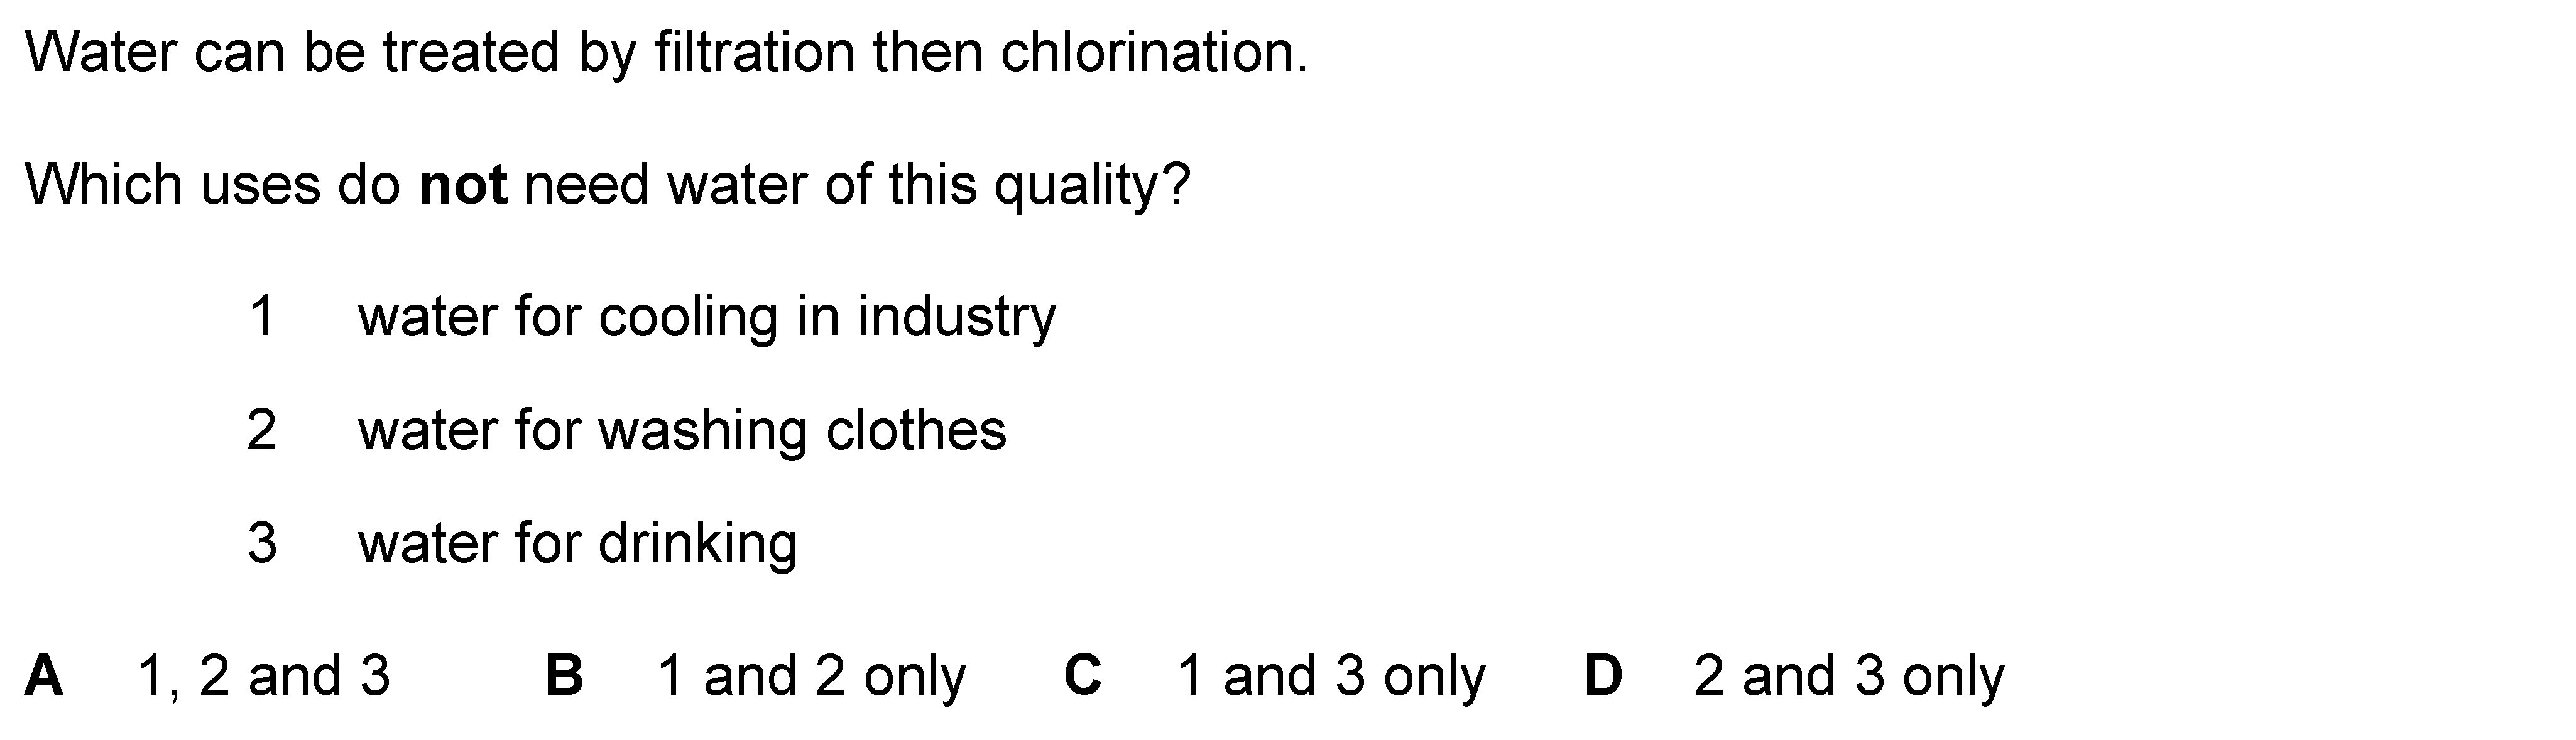 Water can be treated by filtration then chlorination.
Which uses do not need water of this quality?
1 water for cooling in industry
2 water for washing clothes
3 water for drinking
A 1, 2 and 3 B 1 and 2 only C 1 and 3 only D 2 and 3 only